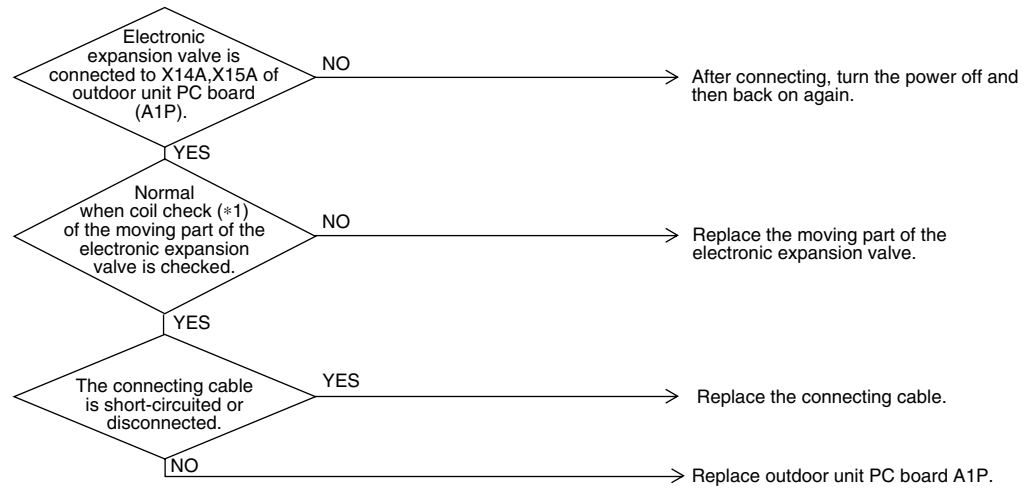 Electronic
expansion valve is
connected to X14A,X15A of
outdoor unit PC board
(A1P).
NO
After connecting, turn the power off and
then back on again.
YES
Normal
when coil check (*1)
of the moving part of the
electronic expansion
valve is checked.
NO
Replace the moving part of the
electronic expansion valve.
YES
The connecting cable
is short-circuited or
disconnected.
YES
Replace the connecting cable.
NO
Replace outdoor unit PC board A1P.